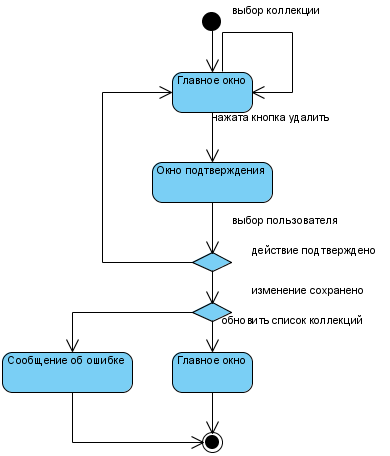 выбор коллекции
Главное окно
нажата кнопка удалить
Окно подтверждения
выбор пользователя
действие подтверждено
изменение сохранено
обновить список коллекций
Сообщение об ошибке
Главное окно